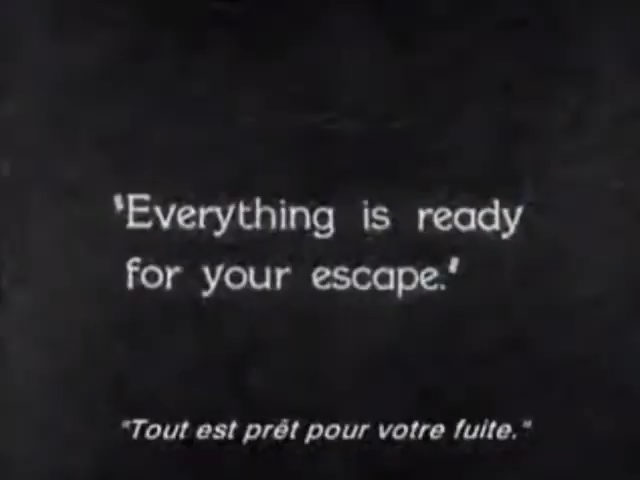 'Everything is ready
for your escape.'
"Tout est prêt pour votre fuite."